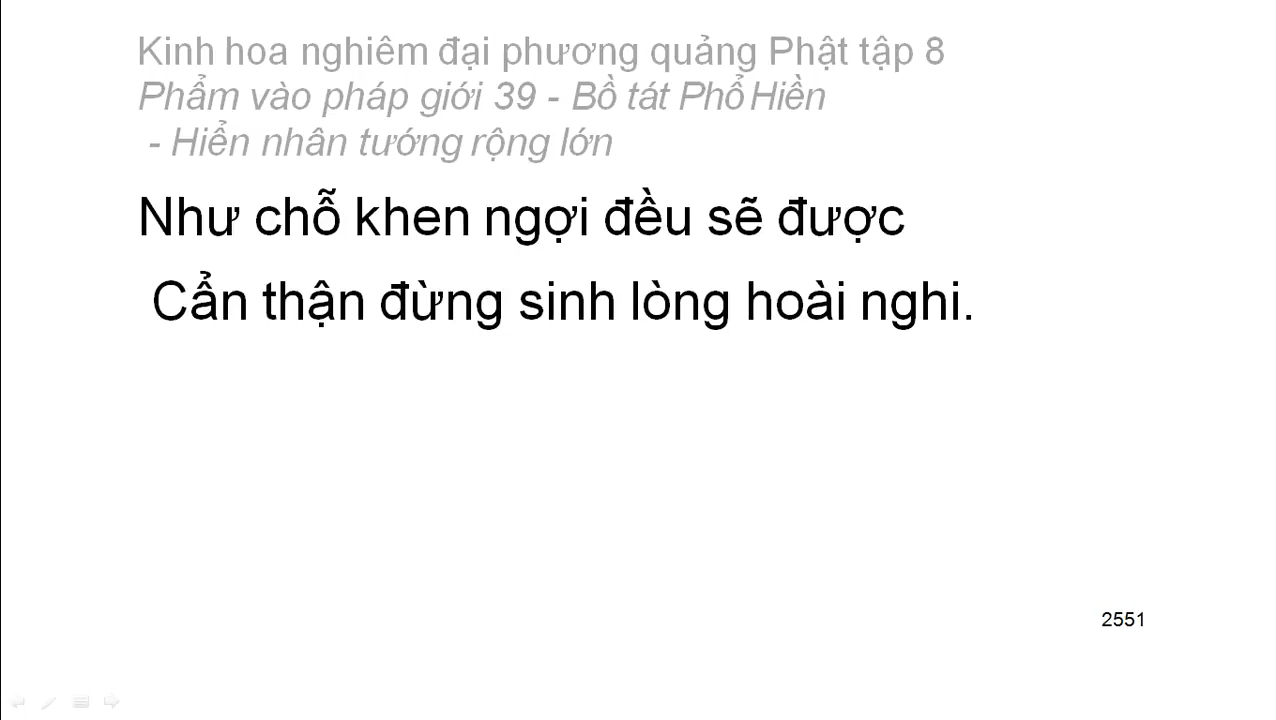 Kinh hoa nghiêm đại phương quảng Phật tập 8
Phẩm vào pháp giới 39 - Bồ tát Phổ Hiền
- Hiển nhân tướng rộng lớn
Như chỗ khen ngợi đều sẽ được
Cẩn thận đừng sinh lòng hoài nghi.
2551